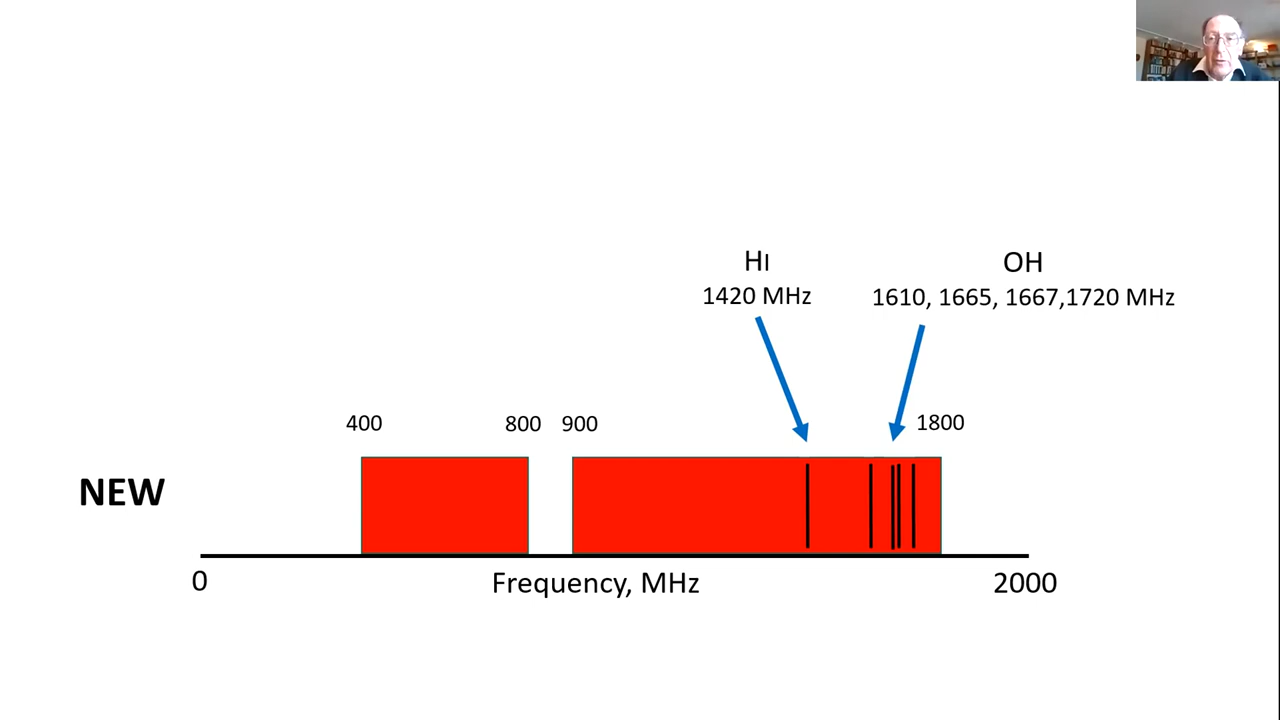 HI
1420 MHz
OH
1610, 1665, 1667,1720 MHz
400
800
900
1800
NEW
0
Frequency, MHz
2000